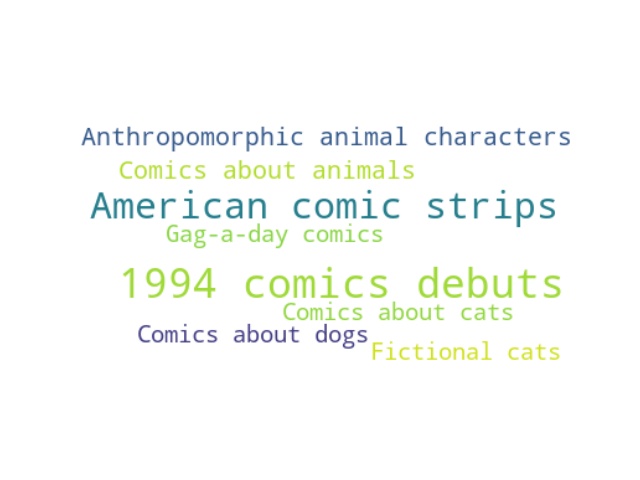 Anthropomorphic animal characters
Comics about animals
American comic strips
Gag-a-day comics
1994 comics debuts
Comics about cats
Comics about dogs
Fictional cats